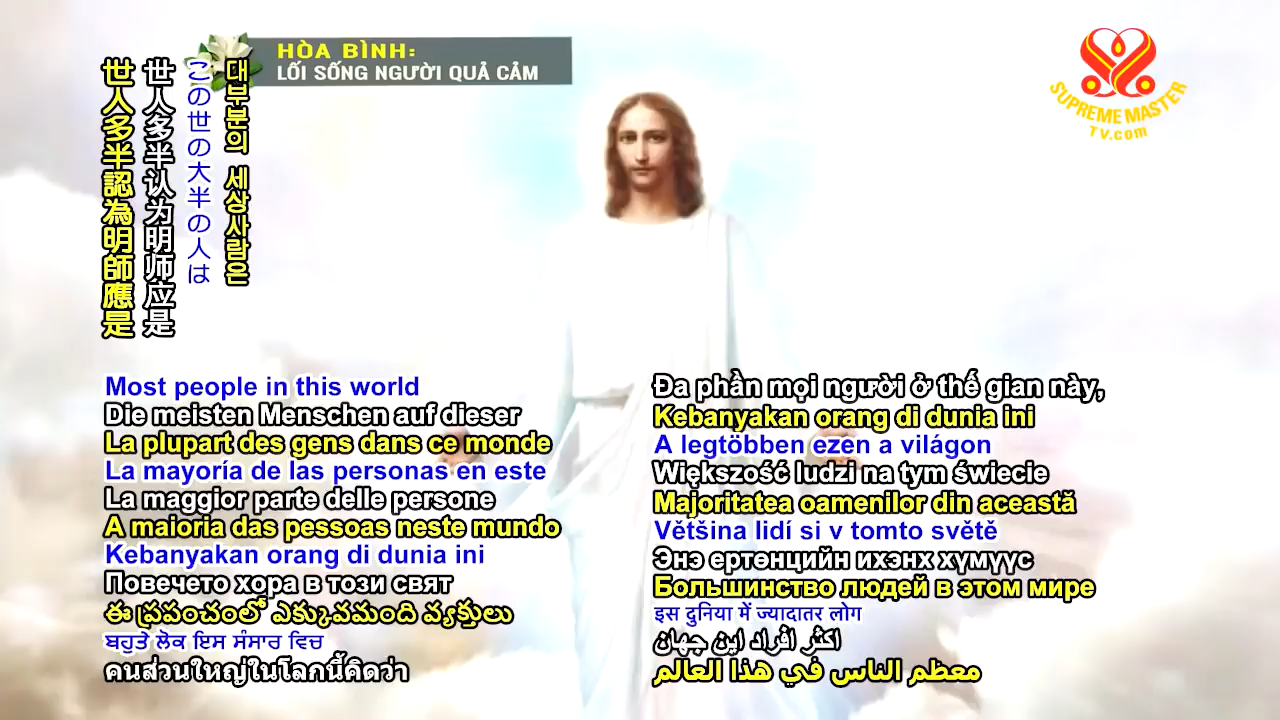 HÒA BÌNH:
LỐI SỐNG NGƯỜI QUẢ CẢM
SUPREME MASTER
TV.com
世人多半認為明師應是
世人多半认为明师应是
この世の大半の人は
대부분의 세상사람은
Most people in this world
Die meisten Menschen auf dieser
La plupart des gens dans ce monde
La mayoría de las personas en este
La maggior parte delle persone
A maioria das pessoas neste mundo
Kebanyakan orang di dunia ini
Повечето хора в този свят
ఈ ప్రపంచంలో ఎక్కువమంది వ్యక్తులు
ਬਹੁਤੇ ਲੋਕ ਇਸ ਸੰਸਾਰ ਵਿਚ
คนส่วนใหญ่ในโลกนี้คิดว่า
Đa phần mọi người ở thế gian này,
Kebanyakan orang di dunia ini
A legtöbben ezen a világon
Większość ludzi na tym świecie
Majoritatea oamenilor din această
Většina lidí si v tomto světě
Энэ ертөнцийн ихэнх хүмүүс
Большинство людей в этом мире
इस दुनिया में ज्यादातर लोग
اکثر افراد این جهان
معظم الناس في هذا العالم